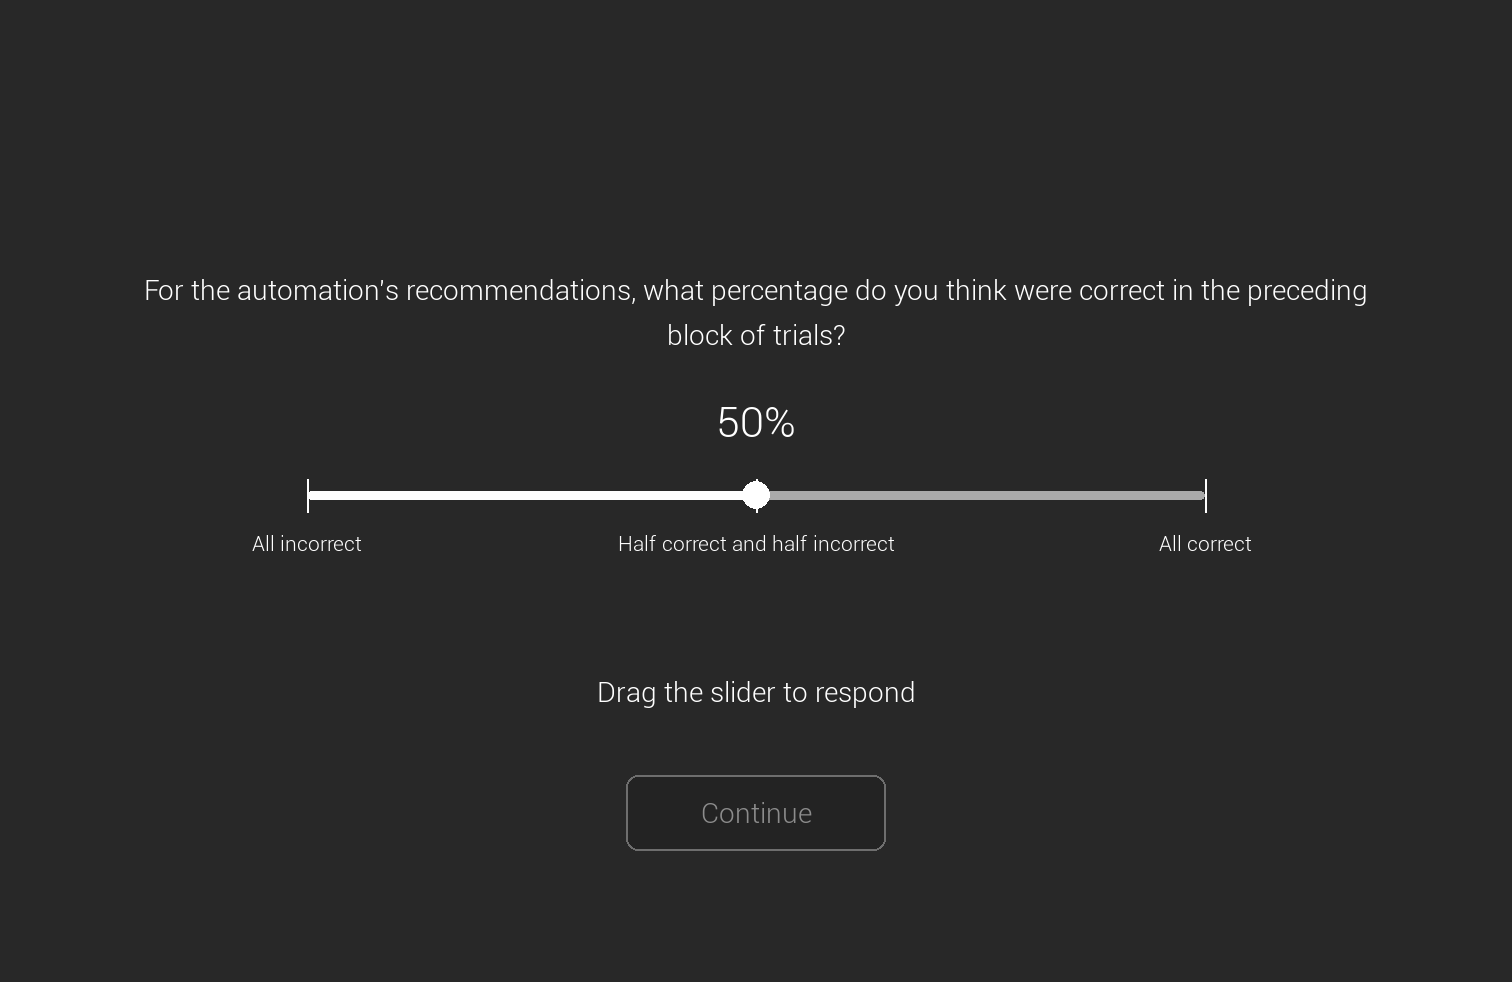 For the automation's recommendations, what percentage do you think were correct in the preceding
block of trials?
50%
All incorrect
Half correct and half incorrect
All correct
Drag the slider to respond
Continue